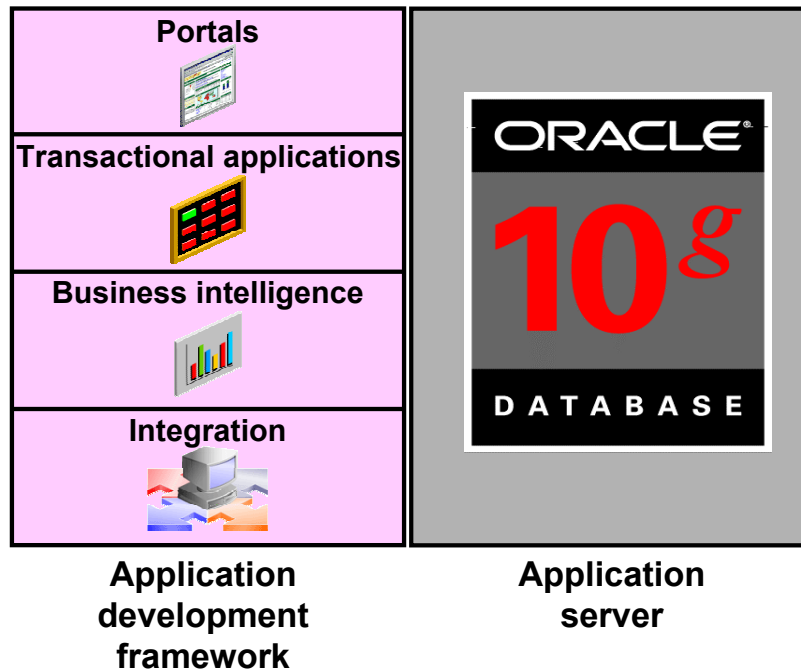 Portals
Transactional applications
Business intelligence
Integration
Application
development
framework
ORACLE®
10g
DATABASE
Application
server